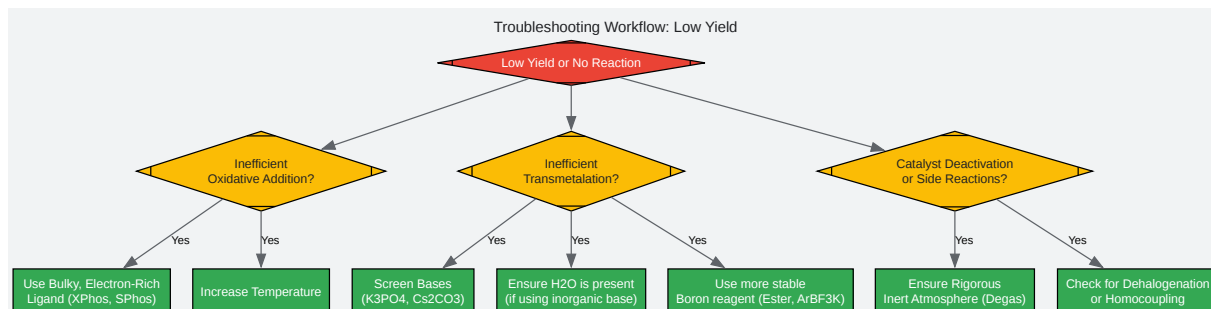 Troubleshooting Workflow: Low Yield
Low Yield or No Reaction
Inefficient
Oxidative Addition?
Inefficient
Transmetalation?
Catalyst Deactivation
or Side Reactions?
Yes
Yes
Yes
Yes
Yes
Yes
Yes
Use Bulky, Electron-Rich
Ligand (XPhos, SPhos)
Increase Temperature
Screen Bases
(K3PO4, Cs2CO3)
Ensure H2O is present
(if using inorganic base)
Use more stable
Boron reagent (Ester, ArBF3K)
Ensure Rigorous
Inert Atmosphere (Degas)
Check for Dehalogenation
or Homocoupling